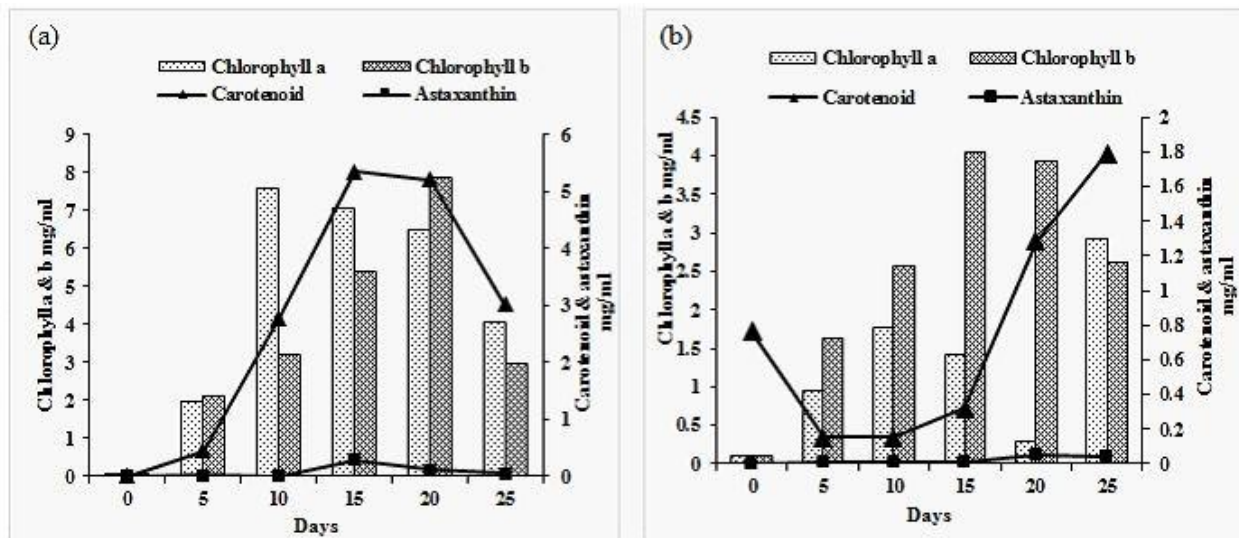 (a)
Chlorophyll a
Chlorophyll b
Carotenoid
Astaxanthin
Chlorophyll a & b mg/ml
9
8
7
6
5
4
3
2
1
0
6
5
4
3
2
1
0
Carotenoid & astaxanthin
mg/ml
0 5 10 15 20 25
Days
(b)
Chlorophyll a
Chlorophyll b
Carotenoid
Astaxanthin
Chlorophyll a & b mg/ml
4.5
4
3.5
3
2.5
2
1.5
1
0.5
0
2
1.8
1.6
1.4
1.2
1
0.8
0.6
0.4
0.2
0
Carotenoid & astaxanthin
mg/ml
0 5 10 15 20 25
Days